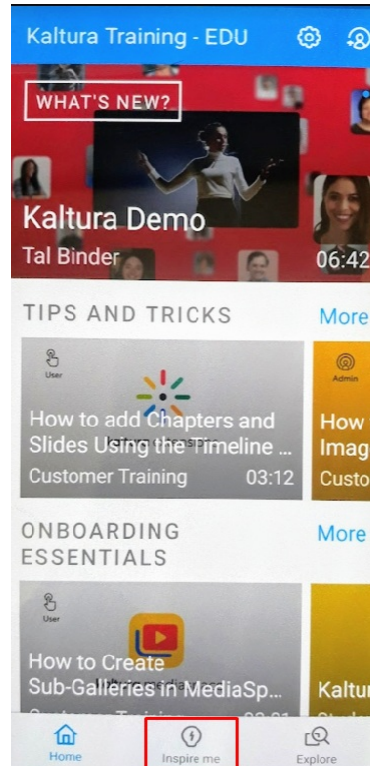 Kaltura Training - EDU
WHAT'S NEW?
Kaltura Demo
Tal Binder
06:42
TIPS AND TRICKS
More
User
Admin
How to add Chapters and
Slides Using the Timeline ...
Customer Training
03:12
How
Imag
Custo
ONBOARDING
ESSENTIALS
More
User
How to Create
Sub-Galleries in MediaSp...
Kaltu
Home
Inspire me
Explore